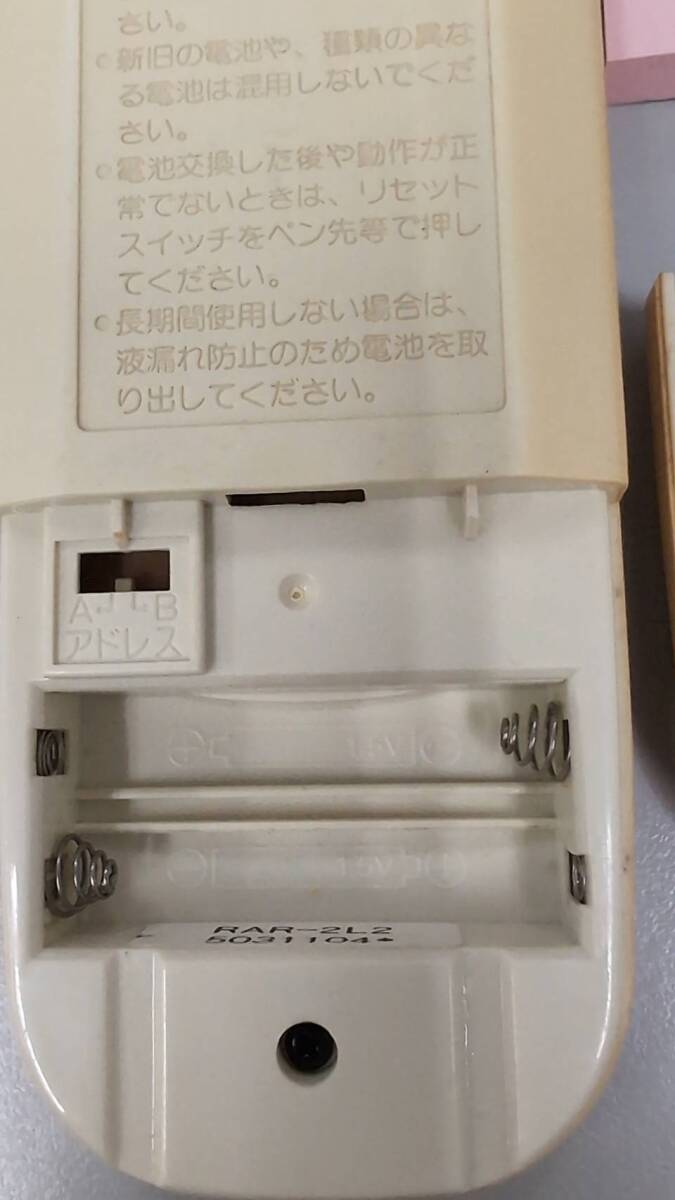 さい。
●新旧の電池や、種類の異な
る電池は混用しないでくだ
さい。
●電池交換した後や動作が正
常でないときは、リセット
スイッチをペン先等で押し
てください。
●長期間使用しない場合は、
液漏れ防止のため電池を取
り出してください。
A B
アドレス
1.5V
1.5V
RAR-2L2
5031104*